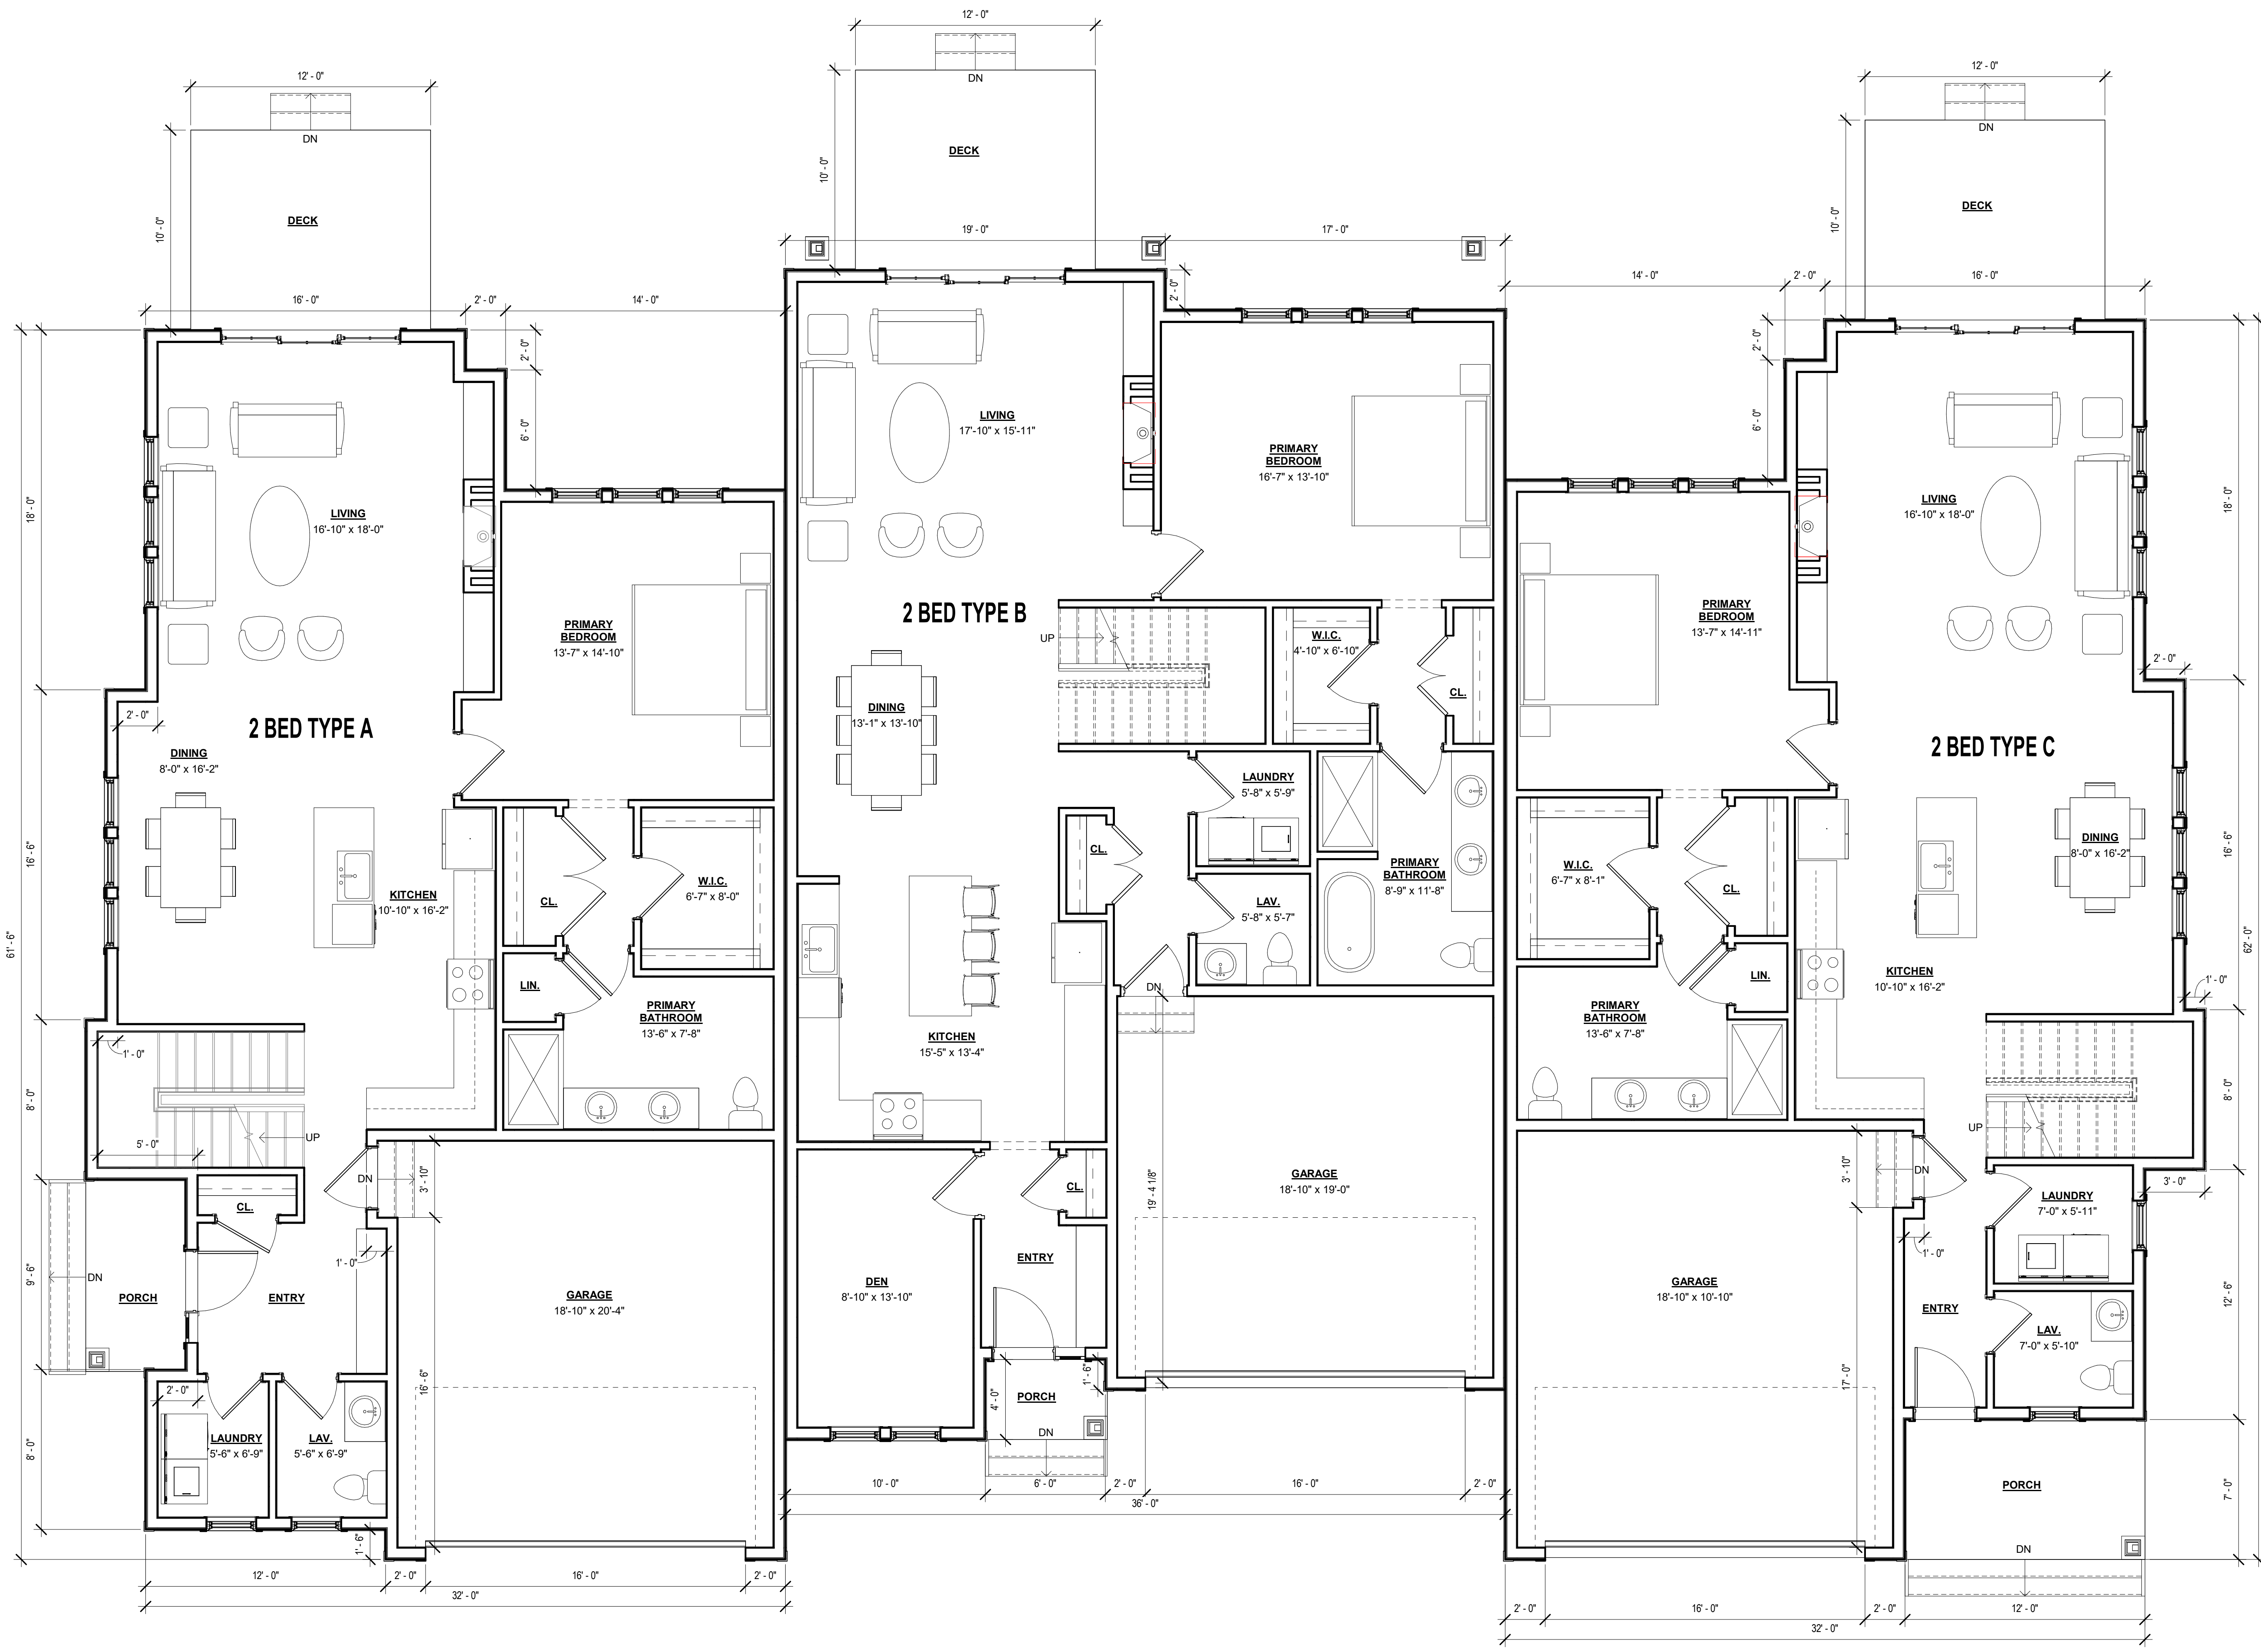 12' - 0"
DN
DECK
10' - 0"
19' - 0"
17' - 0"
2' - 0"
12' - 0"
DN
DECK
10' - 0"
16' - 0"
2' - 0"
14' - 0"
2' - 0"
6' - 0"
12' - 0"
DN
DECK
10' - 0"
14' - 0"
2' - 0"
16' - 0"
2' - 0"
6' - 0"
2 BED TYPE A
LIVING
16'-10" x 18'-0"
PRIMARY
BEDROOM
13'-7" x 14'-10"
2' - 0"
DINING
8'-0" x 16'-2"
KITCHEN
10'-10" x 16'-2"
CL.
W.I.C.
6'-7" x 8'-0"
LIN.
PRIMARY
BATHROOM
13'-6" x 7'-8"
1' - 0"
5' - 0"
UP
DN
3' - 10"
CL.
1' - 0"
DN
PORCH
ENTRY
GARAGE
18'-10" x 20'-4"
16' - 6"
2' - 0"
LAUNDRY
5'-6" x 6'-9"
LAV.
5'-6" x 6'-9"
1' - 6"
18' - 0"
16' - 6"
8' - 0"
9' - 6"
8' - 0"
61' - 6"
12' - 0"
2' - 0"
16' - 0"
2' - 0"
32' - 0"
2 BED TYPE B
LIVING
17'-10" x 15'-11"
PRIMARY
BEDROOM
16'-7" x 13'-10"
UP
W.I.C.
4'-10" x 6'-10"
CL.
DINING
13'-1" x 13'-10"
LAUNDRY
5'-8" x 5'-9"
CL.
LAV.
5'-8" x 5'-7"
PRIMARY
BATHROOM
8'-9" x 11'-8"
DN
KITCHEN
15'-5" x 13'-4"
19' - 4 1/8"
GARAGE
18'-10" x 19'-0"
CL.
ENTRY
DEN
8'-10" x 13'-10"
1' - 6"
4' - 0"
PORCH
DN
10' - 0"
6' - 0"
2' - 0"
16' - 0"
2' - 0"
36' - 0"
2 BED TYPE C
LIVING
16'-10" x 18'-0"
PRIMARY
BEDROOM
13'-7" x 14'-11"
2' - 0"
DINING
8'-0" x 16'-2"
W.I.C.
6'-7" x 8'-1"
CL.
LIN.
KITCHEN
10'-10" x 16'-2"
1' - 0"
PRIMARY
BATHROOM
13'-6" x 7'-8"
UP
3' - 10"
DN
LAUNDRY
7'-0" x 5'-11"
3' - 0"
1' - 0"
GARAGE
18'-10" x 10'-10"
ENTRY
LAV.
7'-0" x 5'-10"
17' - 0"
PORCH
DN
18' - 0"
16' - 6"
8' - 0"
12' - 6"
7' - 0"
62' - 0"
2' - 0"
16' - 0"
2' - 0"
12' - 0"
32' - 0"